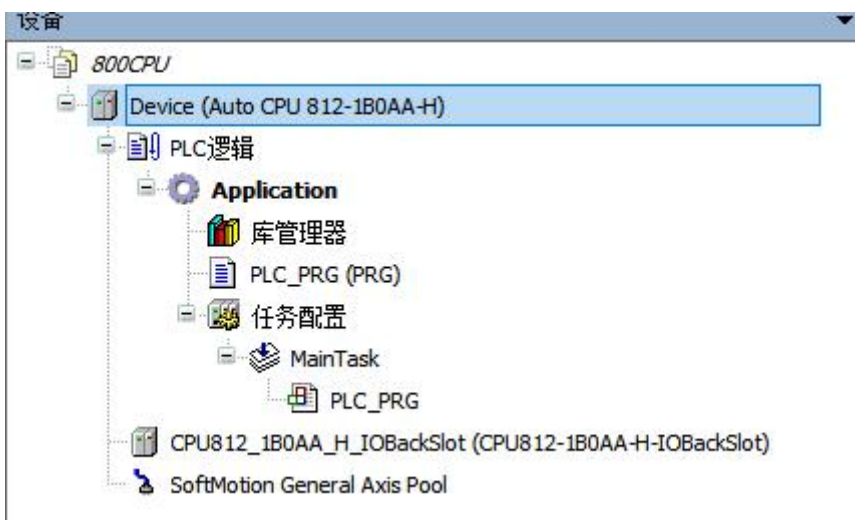 设备
800CPU
Device (Auto CPU 812-1B0AA-H)
PLC逻辑
Application
库管理器
PLC_PRG (PRG)
任务配置
MainTask
PLC_PRG
CPU812_1B0AA_H_IOBackSlot (CPU812-1B0AA-H-IOBackSlot)
SoftMotion General Axis Pool